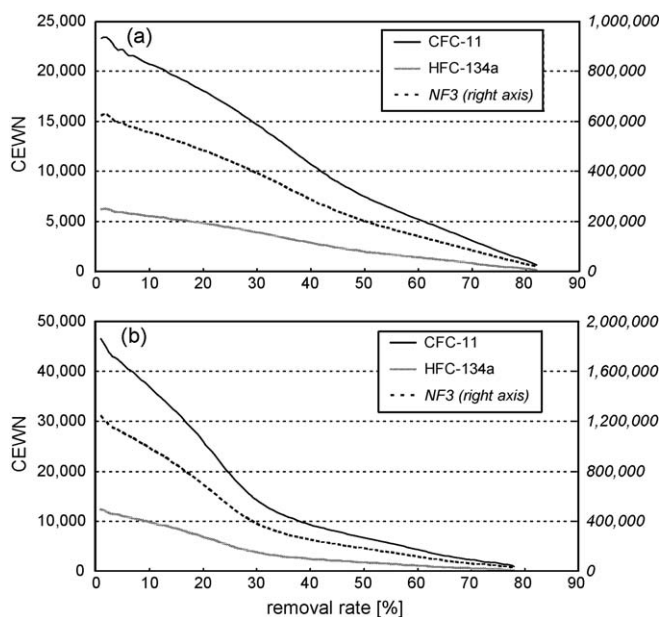 (a)
CEWN
25,000
20,000
15,000
10,000
5,000
0
1,000,000
800,000
600,000
400,000
200,000
0
CFC-11
HFC-134a
NF3 (right axis)
0 10 20 30 40 50 60 70 80 90
(b)
CEWN
50,000
40,000
30,000
20,000
10,000
0
2,000,000
1,600,000
1,200,000
800,000
400,000
0
CFC-11
HFC-134a
NF3 (right axis)
0 10 20 30 40 50 60 70 80 90
removal rate [%]